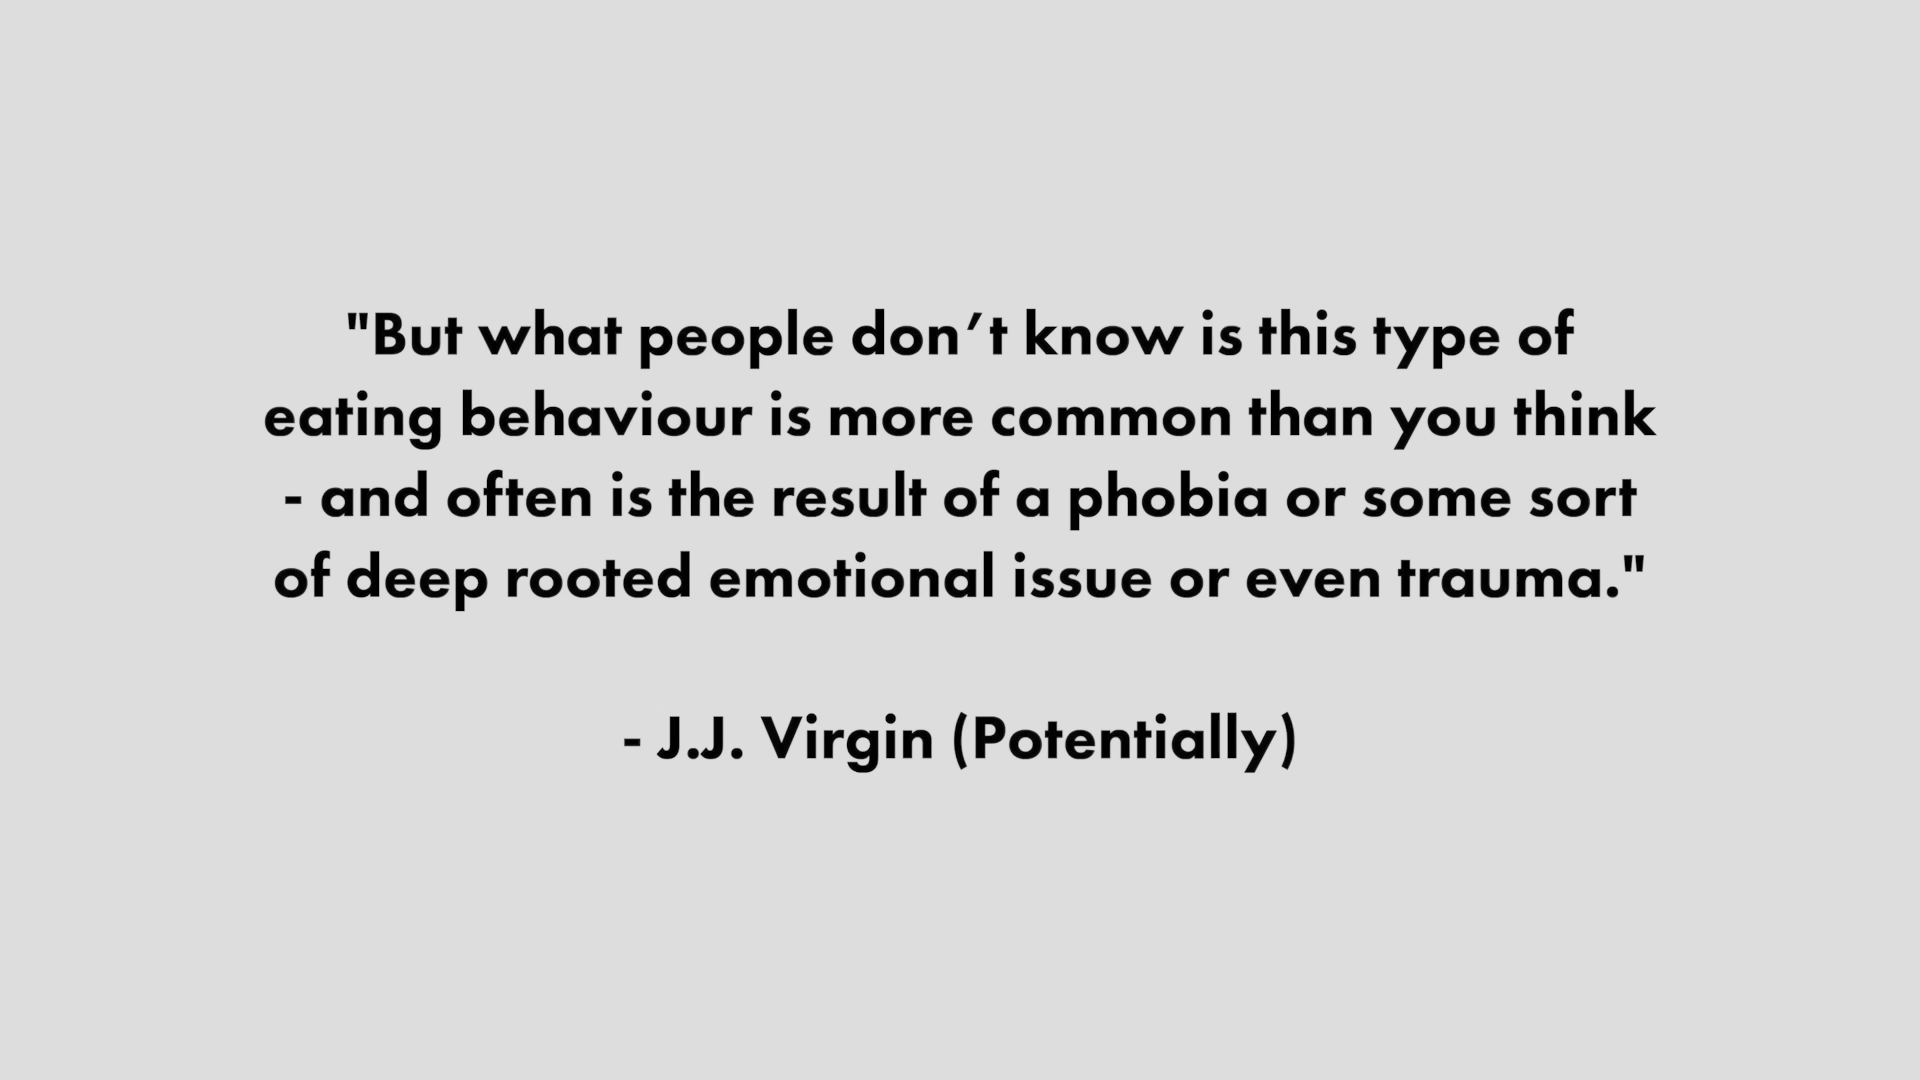 "But what people don’t know is this type of
eating behaviour is more common than you think
- and often is the result of a phobia or some sort
of deep rooted emotional issue or even trauma."
- J.J. Virgin (Potentially)